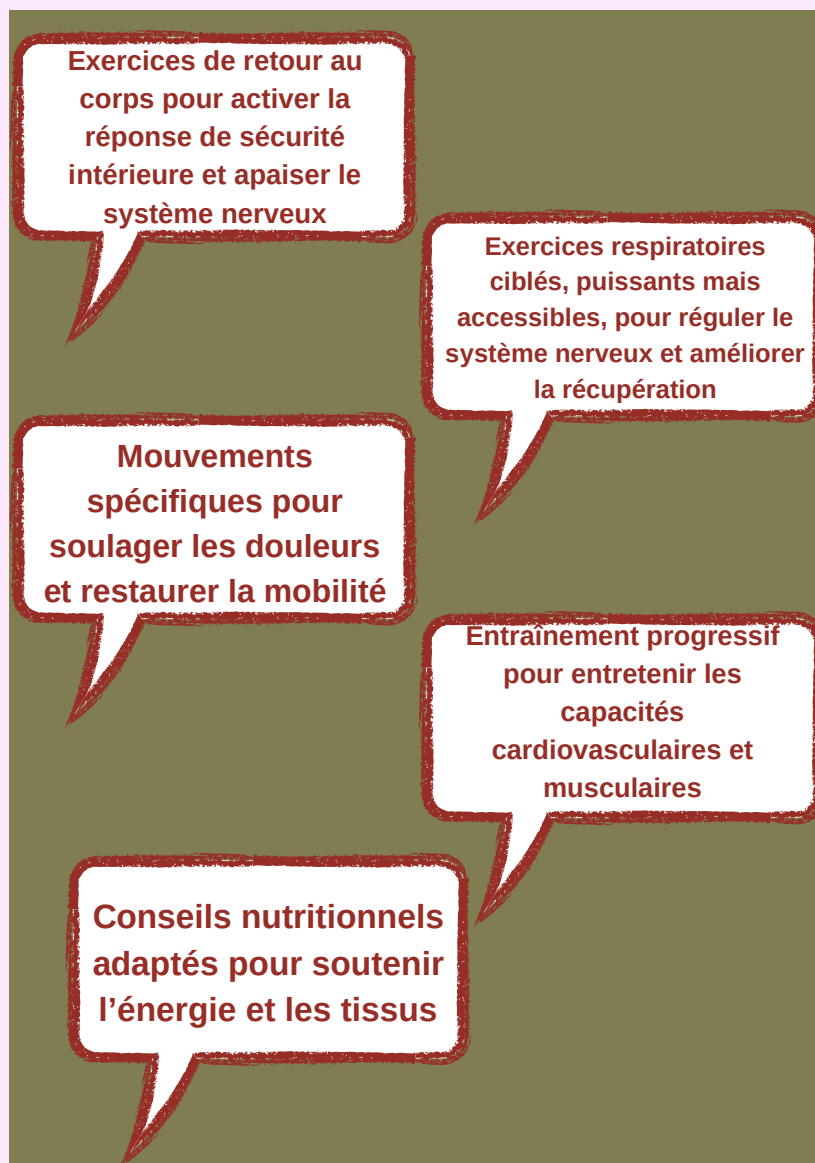 Exercices de retour au
corps pour activer la
réponse de sécurité
intérieure et apaiser le
système nerveux
Exercices respiratoires
ciblés, puissants mais
accessibles, pour réguler le
système nerveux et améliorer
la récupération
Mouvements
spécifiques pour
soulager les douleurs
et restaurer la mobilité
Entraînement progressif
pour entretenir les
capacités
cardiovasculaires et
musculaires
Conseils nutritionnels
adaptés pour soutenir
l’énergie et les tissus